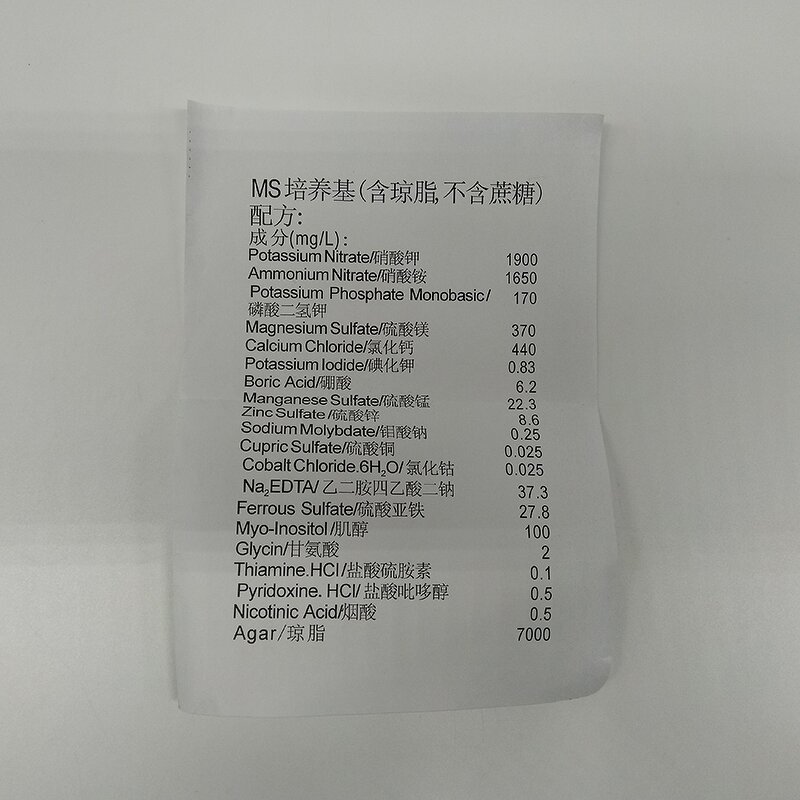 MS培养基(含琼脂,不含蔗糖)
配方:
成分(mg/L):
Potassium Nitrate/硝酸钾 1900
Ammonium Nitrate/硝酸铵 1650
Potassium Phosphate Monobasic/ 170
磷酸二氢钾
Magnesium Sulfate/硫酸镁 370
Calcium Chloride/氯化钙 440
Potassium Iodide/碘化钾 0.83
Boric Acid/硼酸 6.2
Manganese Sulfate/硫酸锰 22.3
Zinc Sulfate/硫酸锌 8.6
Sodium Molybdate/钼酸钠 0.25
Cupric Sulfate/硫酸铜 0.025
Cobalt Chloride.6H₂O/氯化钴 0.025
Na₂EDTA/乙二胺四乙酸二钠 37.3
Ferrous Sulfate/硫酸亚铁 27.8
Myo-Inositol/肌醇 100
Glycin/甘氨酸 2
Thiamine.HCl/盐酸硫胺素 0.1
Pyridoxine. HCl/盐酸吡哆醇 0.5
Nicotinic Acid/烟酸 0.5
Agar/琼脂 7000